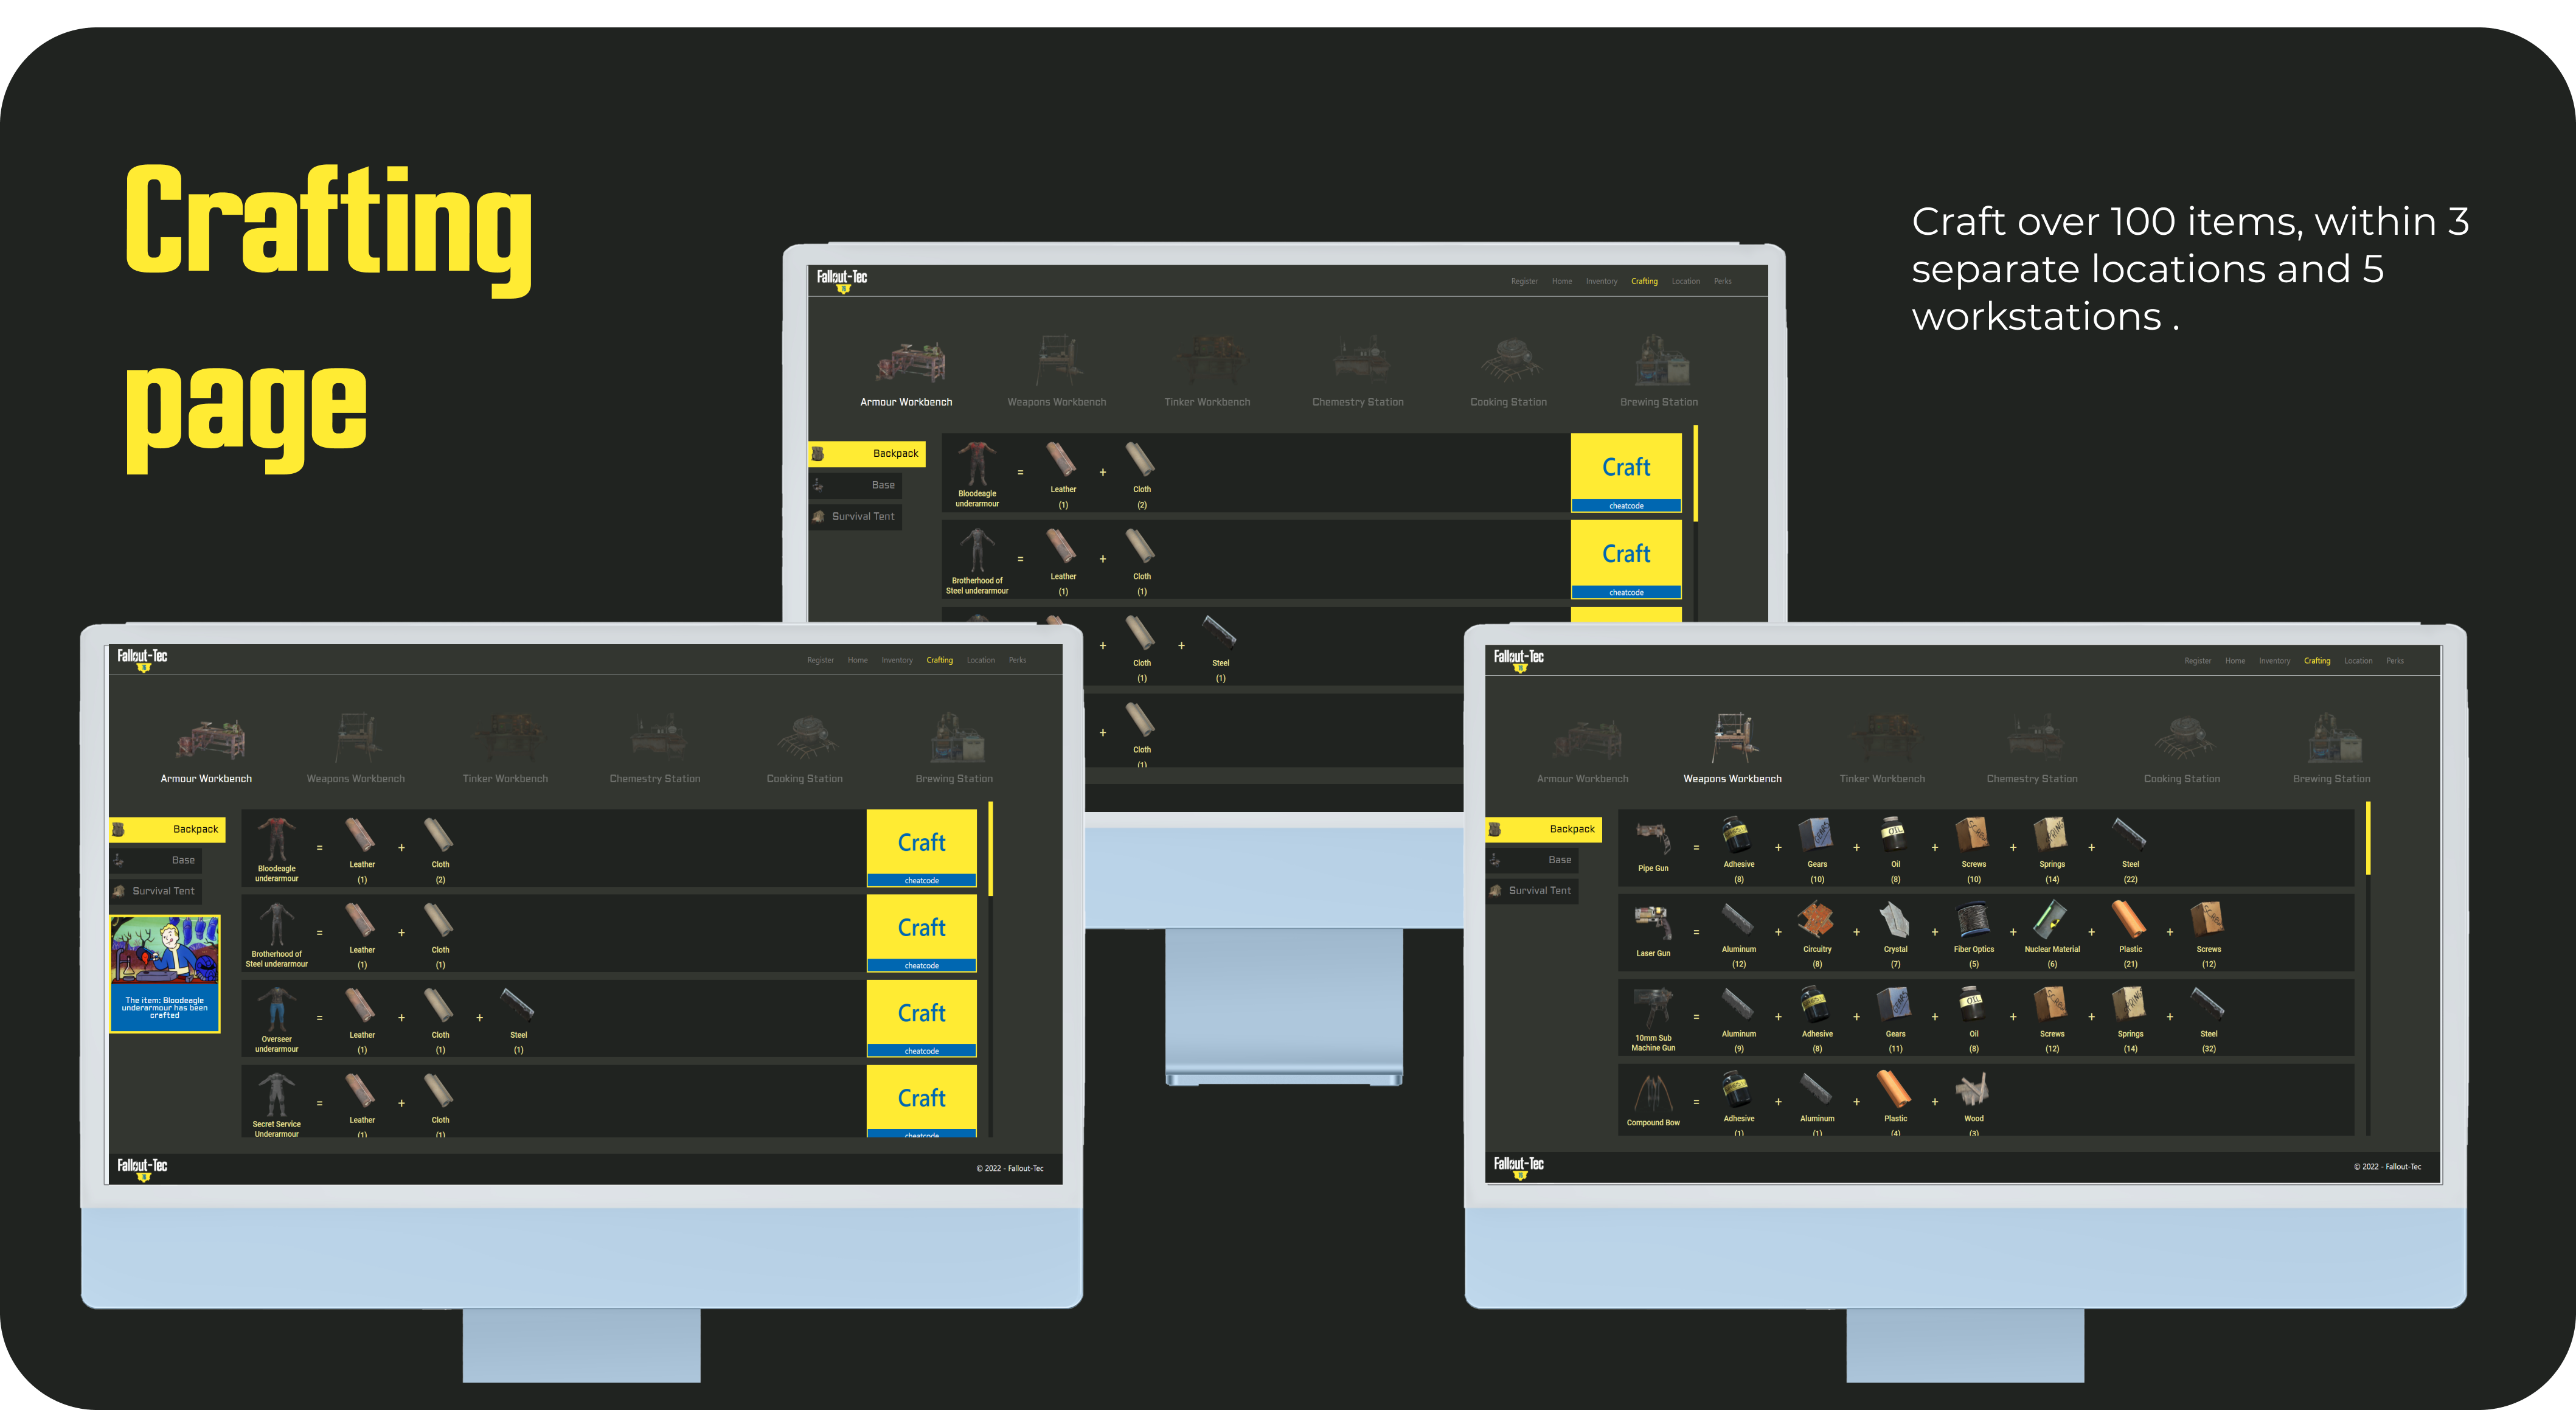 Crafting
page
Craft over 100 items, within 3
separate locations and 5
workstations .
Fallout-Tec
Register Home Inventory Crafting Location Perks
Armour Workbench Weapons Workbench Tinker Workbench Chemestry Station Cooking Station Brewing Station
Backpack
Base
Survival Tent
Bloodeagle
underarmour
= Leather + Cloth
(1) (2)
Craft
cheatcode
Brotherhood of
Steel underarmour
= Leather + Cloth
(1) (1)
Craft
cheatcode
+ Cloth + Steel
(1) (1)
+ Cloth
(1)
Fallout-Tec
Register Home Inventory Crafting Location Perks
Armour Workbench Weapons Workbench Tinker Workbench Chemestry Station Cooking Station Brewing Station
Backpack
Base
Survival Tent
The item: Bloodeagle
underarmour has been
crafted
Bloodeagle
underarmour
= Leather + Cloth
(1) (2)
Craft
cheatcode
Brotherhood of
Steel underarmour
= Leather + Cloth
(1) (1)
Craft
cheatcode
Overseer
underarmour
= Leather + Cloth + Steel
(1) (1) (1)
Craft
cheatcode
Secret Service
Underarmour
= Leather + Cloth
(1) (1)
Craft
cheatcode
Fallout-Tec
© 2022 - Fallout-Tec
Fallout-Tec
Register Home Inventory Crafting Location Perks
Armour Workbench Weapons Workbench Tinker Workbench Chemestry Station Cooking Station Brewing Station
Backpack
Base
Survival Tent
Pipe Gun = Adhesive + Gears + Oil + Screws + Springs + Steel
(8) (10) (8) (10) (14) (22)
Laser Gun = Aluminum + Circuitry + Crystal + Fiber Optics + Nuclear Material + Plastic + Screws
(12) (8) (7) (5) (6) (21) (12)
10mm Sub
Machine Gun
= Aluminum + Adhesive + Gears + Oil + Screws + Springs + Steel
(9) (8) (11) (8) (12) (14) (32)
Compound Bow = Adhesive + Aluminum + Plastic + Wood
(1) (1) (4) (3)
Fallout-Tec
© 2022 - Fallout-Tec